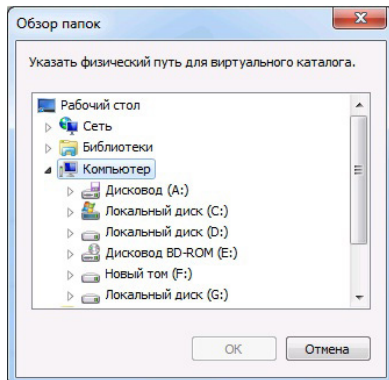 Обзор папок
Указать физический путь для виртуального каталога.
Рабочий стол
Сеть
Библиотеки
Компьютер
Дисковод (A:)
Локальный диск (C:)
Локальный диск (D:)
Дисковод BD-ROM (E:)
Новый том (F:)
Локальный диск (G:)
OK
Отмена